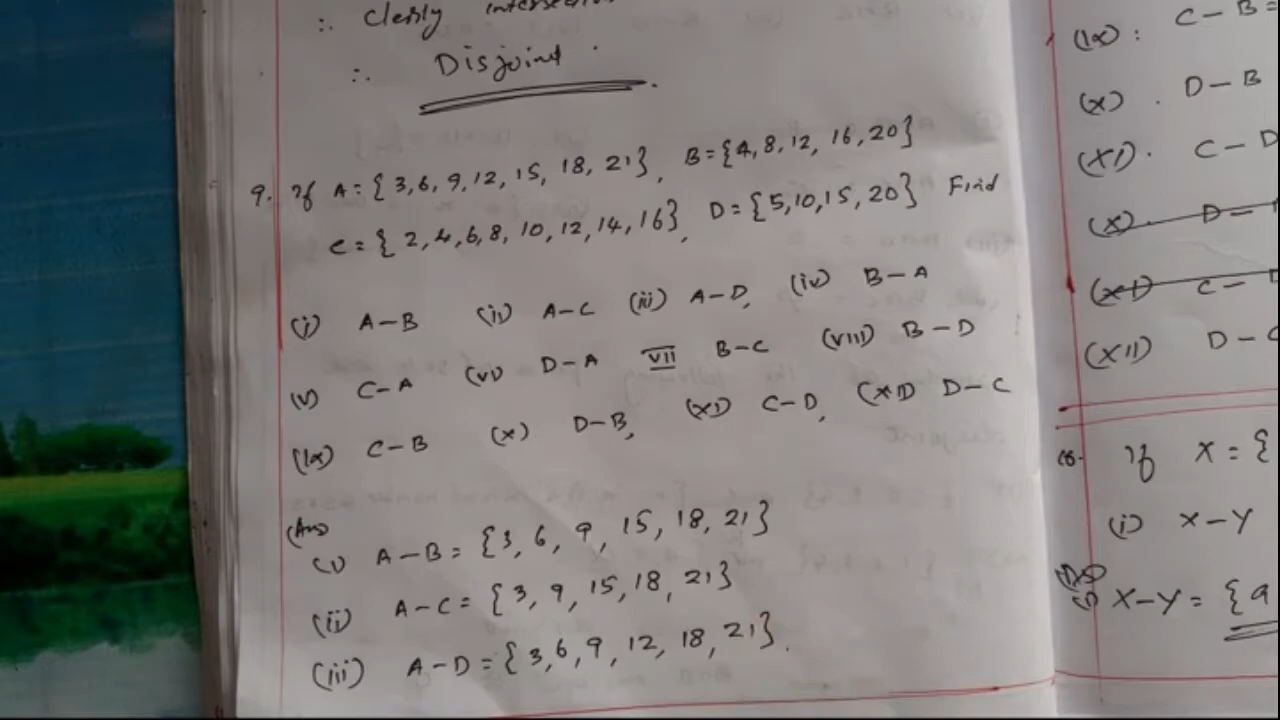 ∴ Clearly
∴ Disjoint.
9. If A = {3, 6, 9, 12, 15, 18, 21}, B = {4, 8, 12, 16, 20}
C = {2, 4, 6, 8, 10, 12, 14, 16}, D = {5, 10, 15, 20} Find
(i) A – B (ii) A – C (iii) A – D, (iv) B – A
(v) C – A (vi) D – A VII B – C (VIII) B – D
(ix) C – B (x) D – B, (XI) C – D, (XII) D – C
(Ans)
(i) A – B = {3, 6, 9, 15, 18, 21}
(ii) A – C = {3, 9, 15, 18, 21}
(iii) A – D = {3, 6, 9, 12, 18, 21}.
(ix) : C – B =
(x) . D – B
(XI) . C – D
(x) . D –
(XI) C –
(XII) D – C
If X = {
(i) X – Y
(i) X – Y = {a